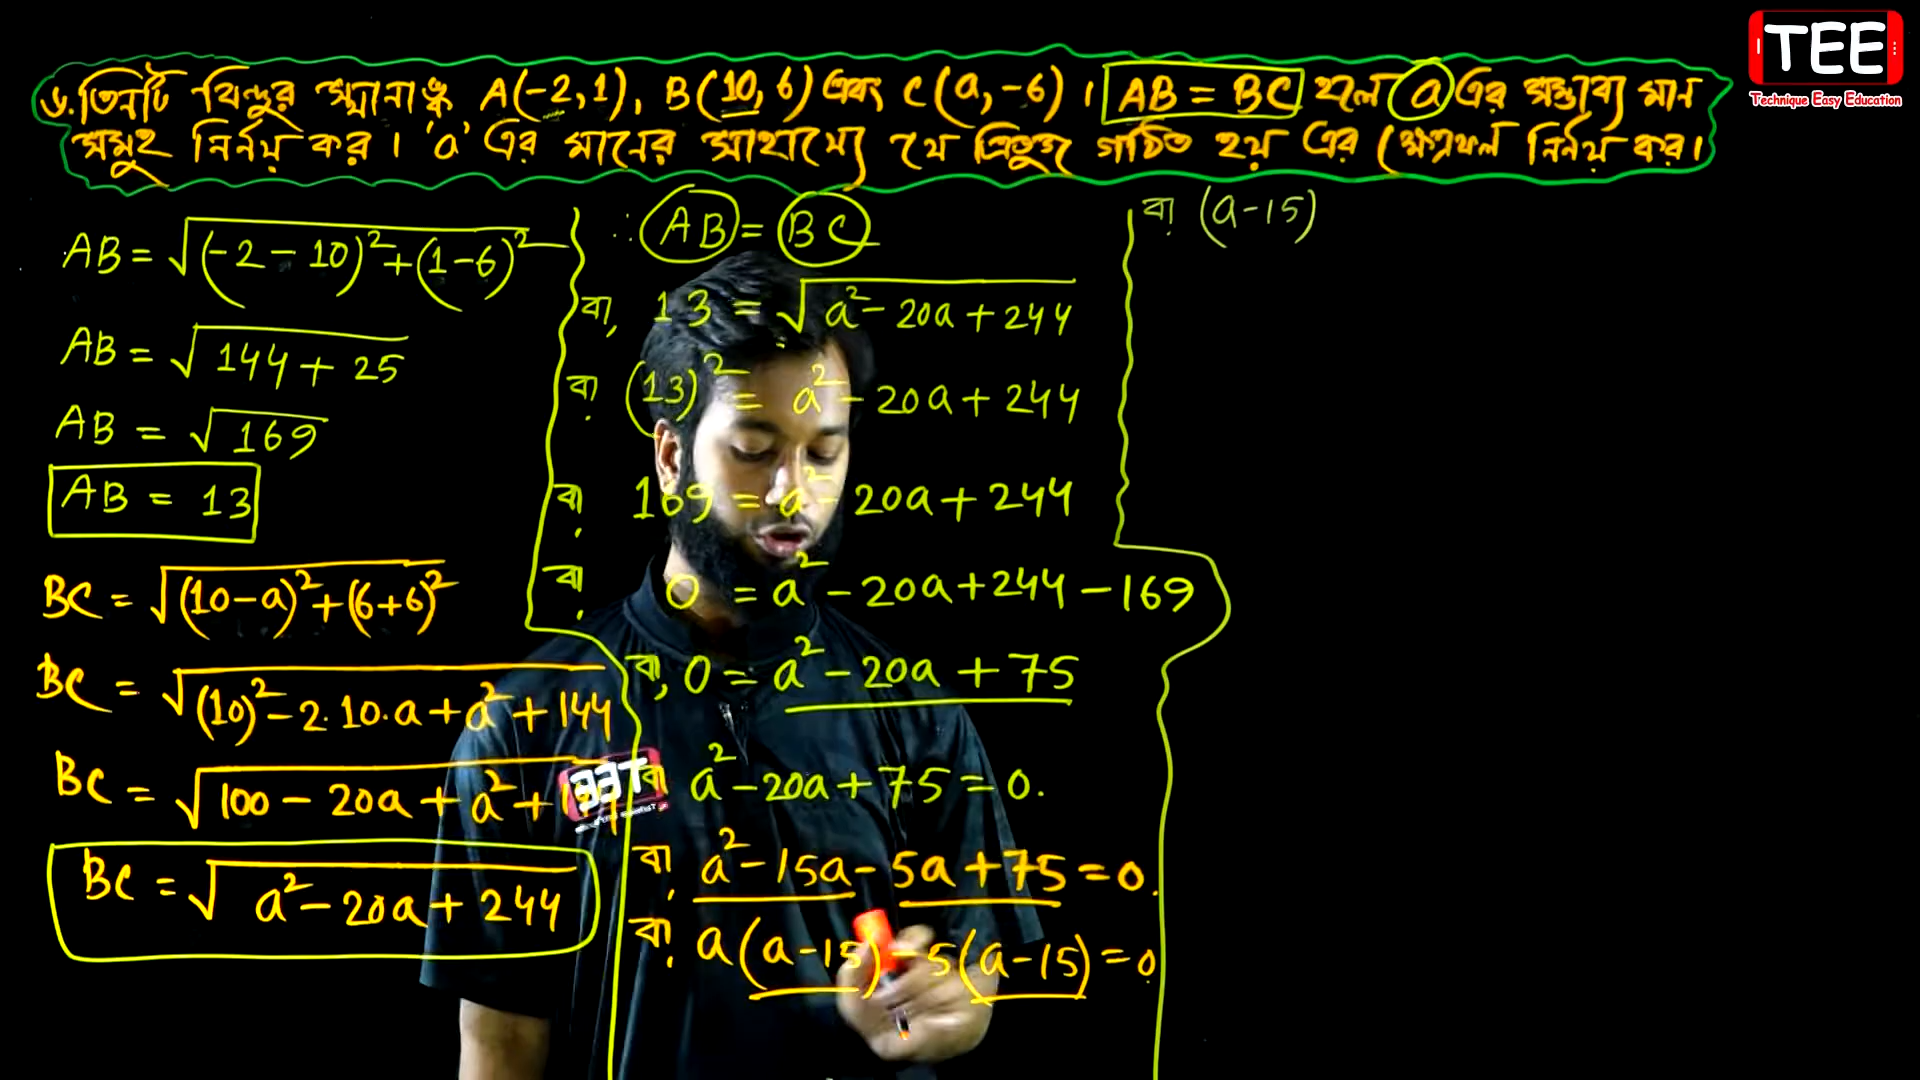 ৬. তিনটি বিন্দুর স্থানাঙ্ক A(-2,1), B(10,6) এবং C(a,-6) । AB = BC হলে a এর সম্ভাব্য মান
সমূহ নির্নয় কর । 'a' এর মানের সাহায্যে যে ত্রিভুজ গঠিত হয় এর ক্ষেত্রফল নির্নয় কর ।
TEE
Technique Easy Education
AB = √(-2-10)²+(1-6)²
AB = √144+25
AB = √169
AB = 13
BC = √(10-a)²+(6+6)²
BC = √(10)²-2.10.a+a²+144
BC = √100-20a+a²+1
BC = √a²-20a+244
∴ AB = BC
বা, 13 = √a²-20a+244
বা, (13)² = a²-20a+244
বা, 169 = a²-20a+244
বা, 0 = a²-20a+244-169
বা, 0 = a²-20a+75
বা, a²-20a+75=0.
বা, a²-15a-5a+75=0.
বা, a(a-15)-5(a-15)=0
বা, (a-15)